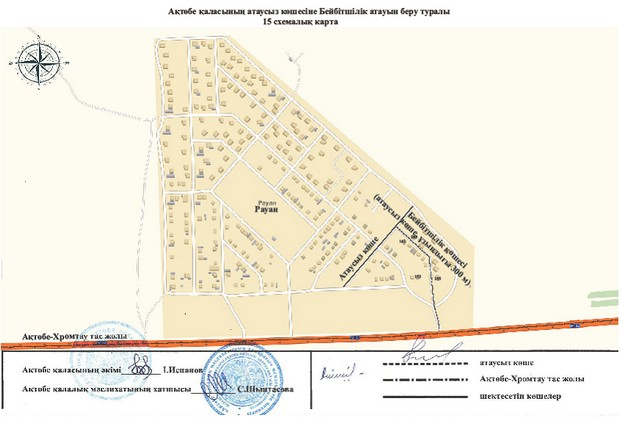 Ақтөбе қаласының атаусыз көшесіне Бейбітшілік атауын беру туралы
15 схемалық карта
Рауан
Рауан
Бейбітшілік көшесі
(атаусыз көше, ұзындығы 300 м)
Атаусыз көше
Ақтөбе-Хромтау тас жолы
Ақтөбе қаласының әкімі І.Испанов
Ақтөбе қалалық мәслихатының хатшысы С.Шынтасова
атаусыз көше
Ақтөбе-Хромтау тас жолы
шектесетін көшелер